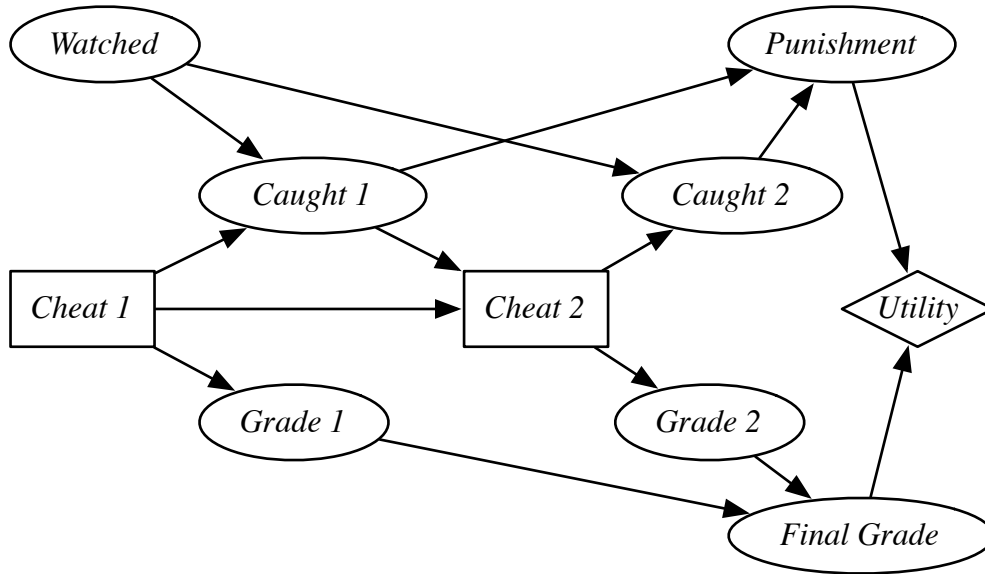 Watched
Punishment
Caught 1
Caught 2
Cheat 1
Cheat 2
Utility
Grade 1
Grade 2
Final Grade